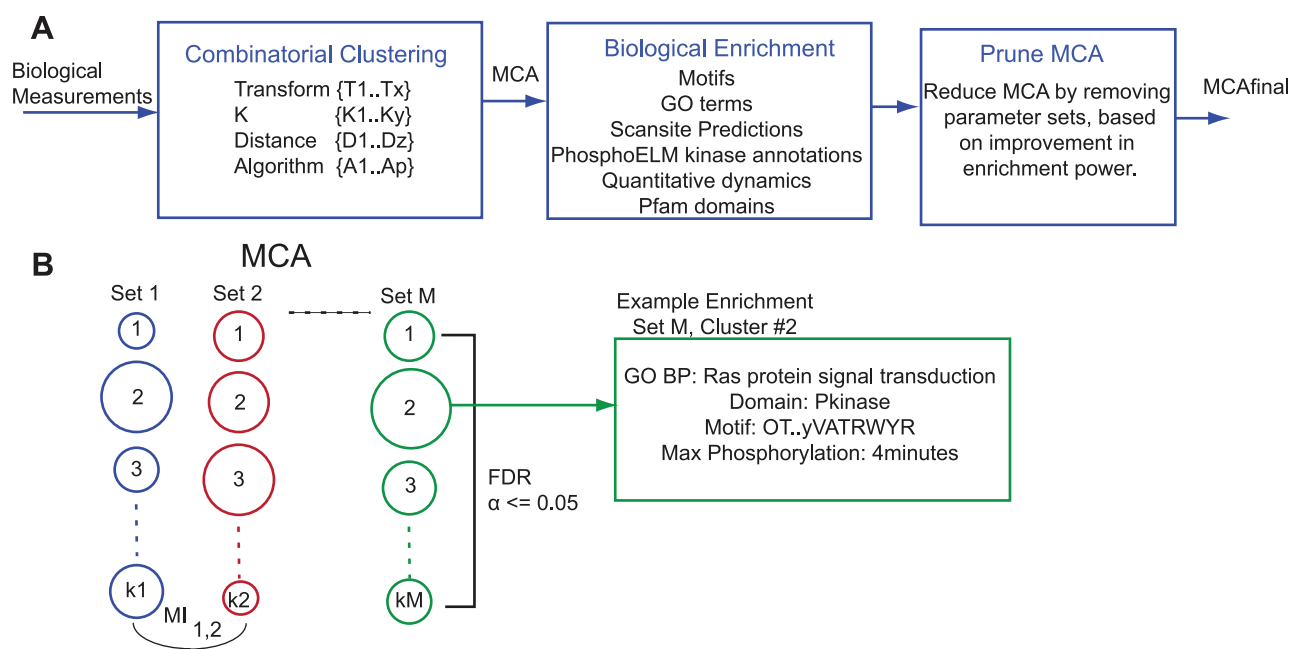 A
Biological
Measurements
Combinatorial Clustering
Transform {T1..Tx}
K {K1..Ky}
Distance {D1..Dz}
Algorithm {A1..Ap}
MCA
Biological Enrichment
Motifs
GO terms
Scansite Predictions
PhosphoELM kinase annotations
Quantitative dynamics
Pfam domains
Prune MCA
Reduce MCA by removing
parameter sets, based
on improvement in
enrichment power.
MCAfinal
B
MCA
Set 1
1
2
3
k1
Set 2
1
2
3
k2
MI 1,2
Set M
1
2
3
kM
FDR
α <= 0.05
Example Enrichment
Set M, Cluster #2
GO BP: Ras protein signal transduction
Domain: Pkinase
Motif: OT..yVATRWYR
Max Phosphorylation: 4minutes